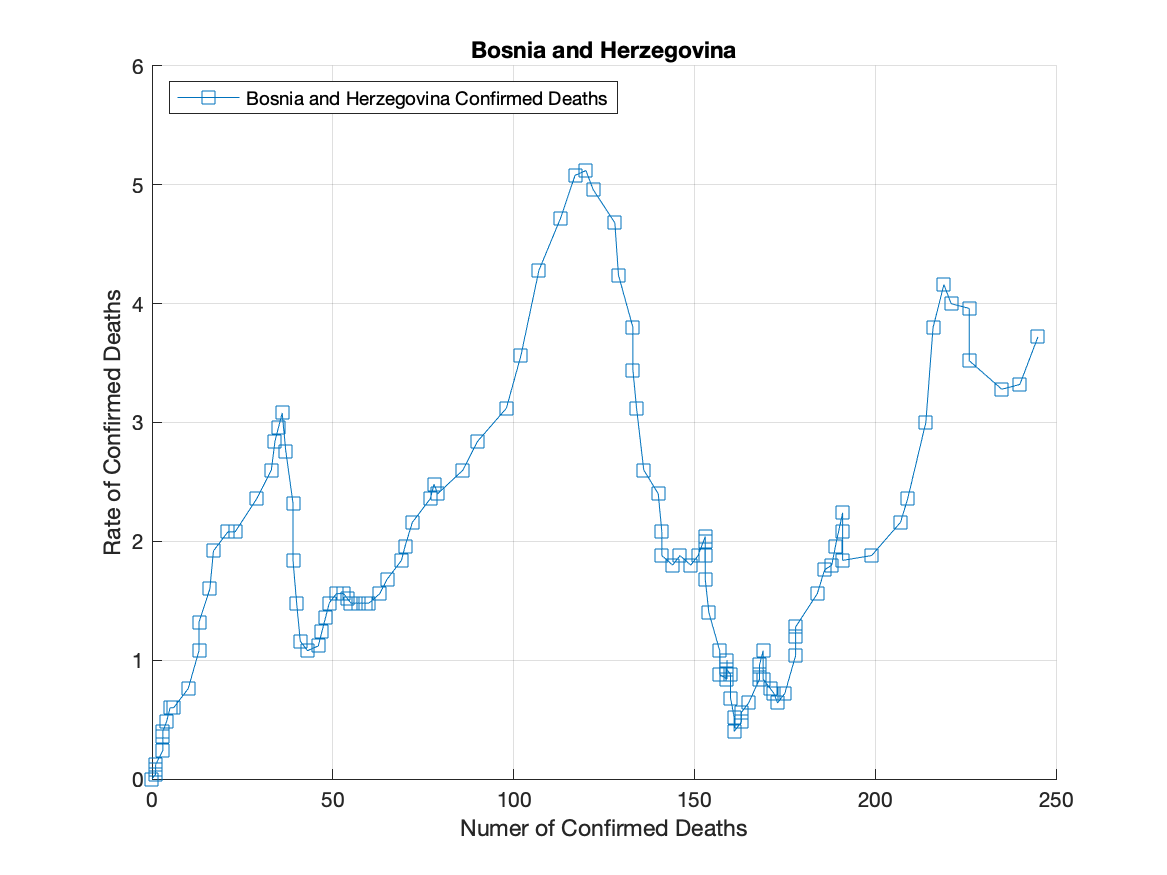 Bosnia and Herzegovina
Bosnia and Herzegovina Confirmed Deaths
Rate of Confirmed Deaths
6
5
4
3
2
1
0
0 50 100 150 200 250
Numer of Confirmed Deaths